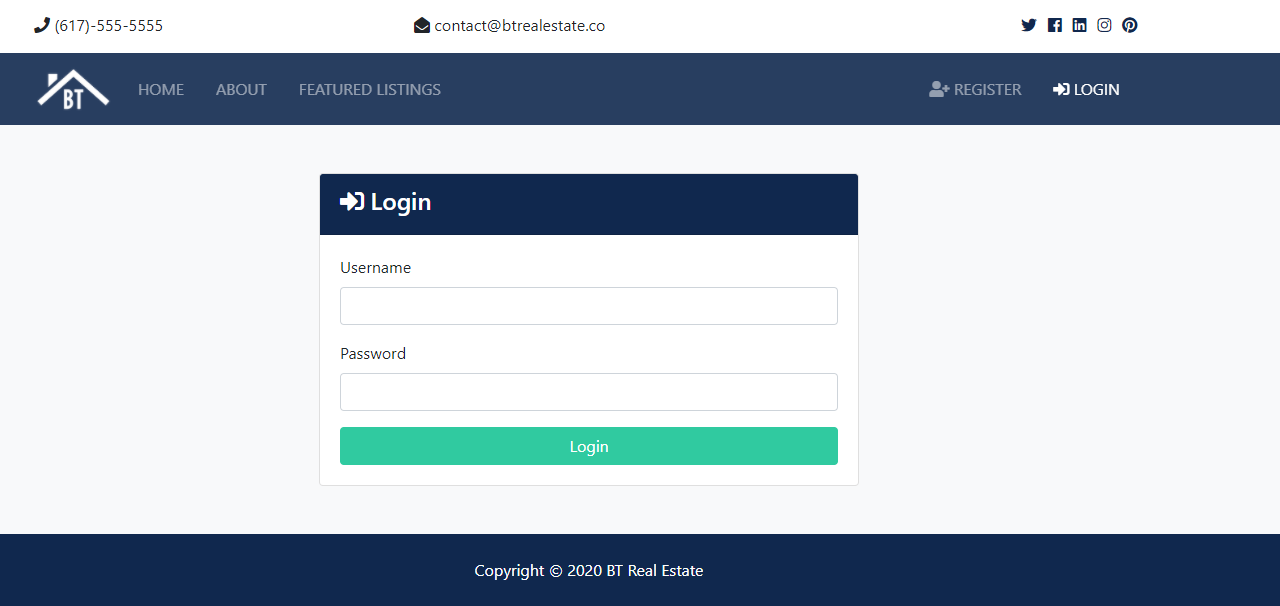 (617)-555-5555 contact@btrealestate.co
BT HOME ABOUT FEATURED LISTINGS REGISTER LOGIN
Login
Username
Password
Login
Copyright © 2020 BT Real Estate